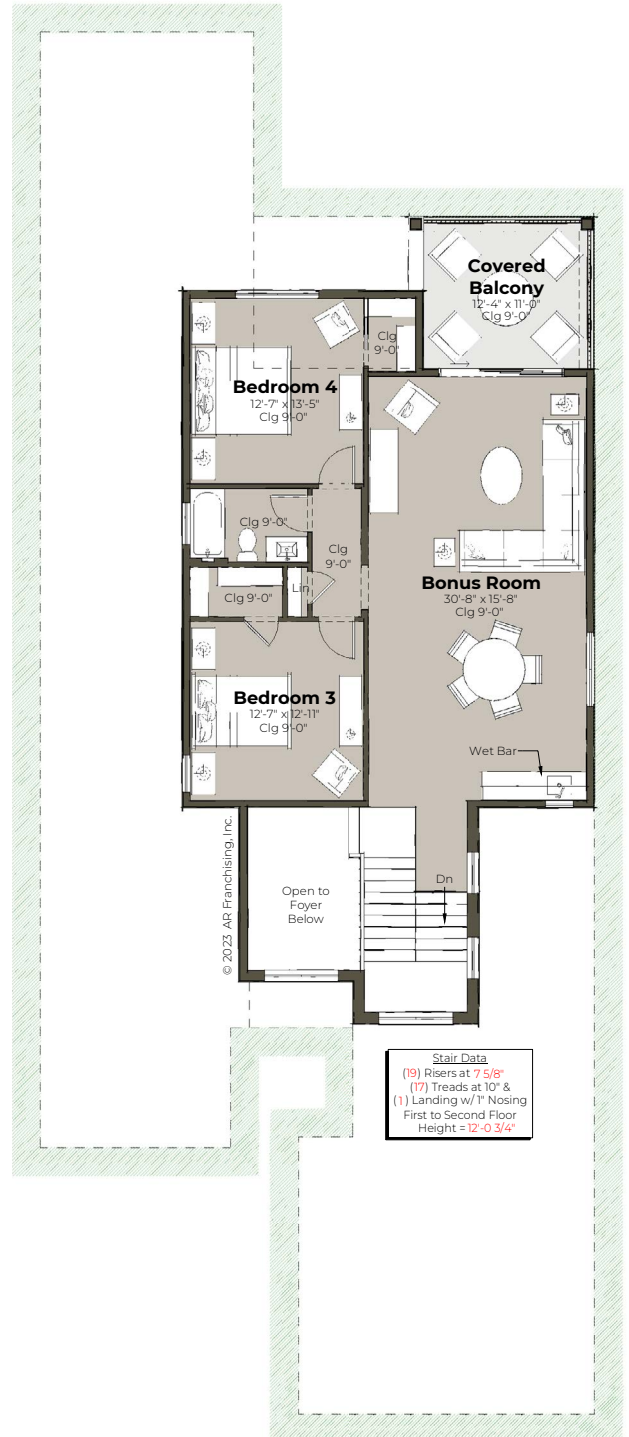 Covered
Balcony
12'-4" x 11'-0"
Clg 9'-0"
Clg
9'-0"
Bedroom 4
12'-7" x 13'-5"
Clg 9'-0"
Clg 9'-0"
Clg
9'-0"
Lin
Clg 9'-0"
Bonus Room
30'-8" x 15'-8"
Clg 9'-0"
Bedroom 3
12'-7" x 12'-11"
Clg 9'-0"
Wet Bar
© 2023 AR Franchising, Inc.
Open to
Foyer
Below
Dn
Stair Data
(19) Risers at 7 5/8"
(17) Treads at 10" &
(1) Landing w/ 1" Nosing
First to Second Floor
Height = 12'-0 3/4"